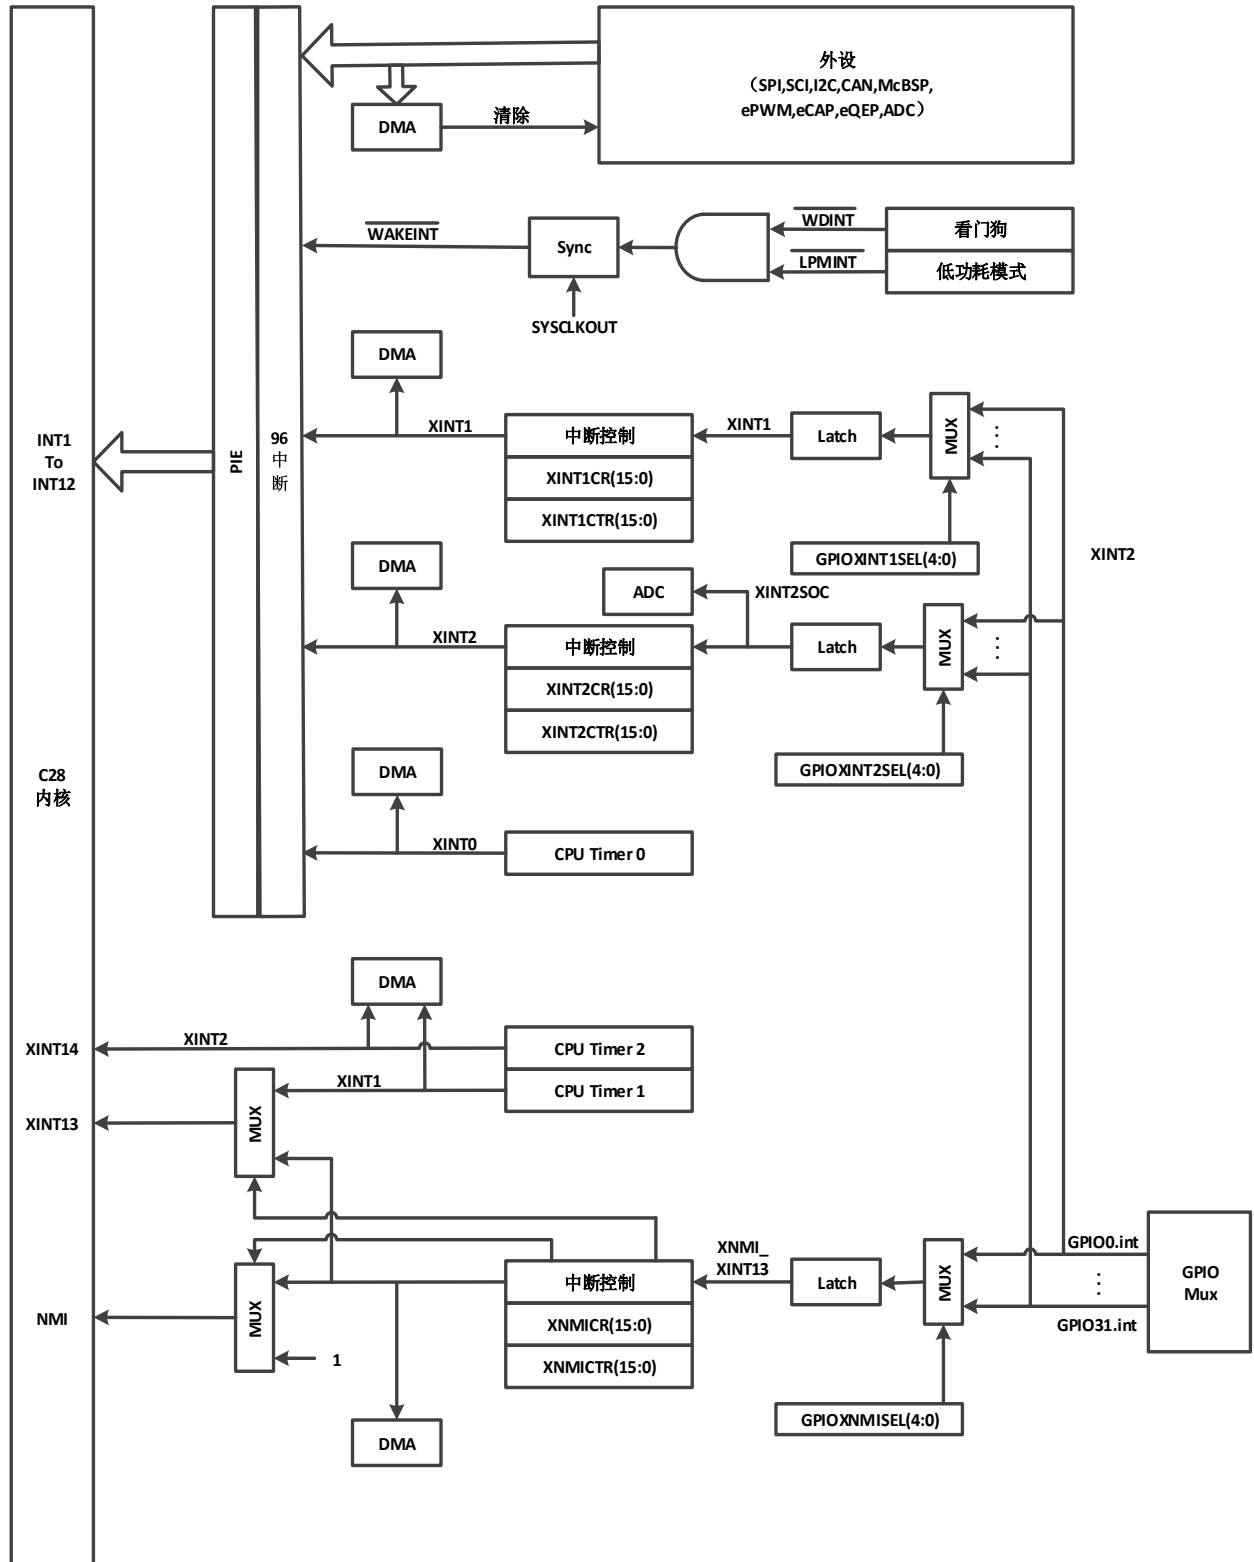 外设
（SPI,SCI,I2C,CAN,McBSP,
ePWM,eCAP,eQEP,ADC）
DMA
清除
WAKEINT
Sync
SYSCLKOUT
WDINT
看门狗
LPMINT
低功耗模式
DMA
INT1
To
INT12
PIE
96
中
断
XINT1
中断控制
XINT1CR(15:0)
XINT1CTR(15:0)
XINT1
Latch
MUX
⋮
GPIOXINT1SEL(4:0)
XINT2
DMA
ADC
XINT2SOC
XINT2
中断控制
XINT2CR(15:0)
XINT2CTR(15:0)
Latch
MUX
⋮
GPIOXINT2SEL(4:0)
C28
内核
DMA
XINT0
CPU Timer 0
DMA
XINT14
XINT2
CPU Timer 2
XINT1
CPU Timer 1
XINT13
MUX
NMI
MUX
1
中断控制
XNMICR(15:0)
XNMICTR(15:0)
XNMI_
XINT13
Latch
MUX
GPIO0.int
⋮
GPIO31.int
GPIO
Mux
GPIOXNMISEL(4:0)
DMA